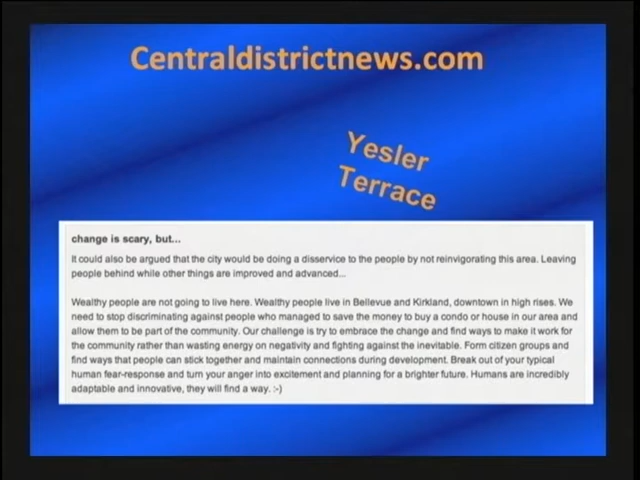 Centraldistrictnews.com
Yesler
Terrace
change is scary, but...
It could also be argued that the city would be doing a disservice to the people by not reinvigorating this area. Leaving
people behind while other things are improved and advanced...
Wealthy people are not going to live here. Wealthy people live in Bellevue and Kirkland, downtown in high rises. We
need to stop discriminating against people who managed to save the money to buy a condo or house in our area and
allow them to be part of the community. Our challenge is try to embrace the change and find ways to make it work for
the community rather than wasting energy on negativity and fighting against the inevitable. Form citizen groups and
find ways that people can stick together and maintain connections during development. Break out of your typical
human fear-response and turn your anger into excitement and planning for a brighter future. Humans are incredibly
adaptable and innovative, they will find a way. :-)